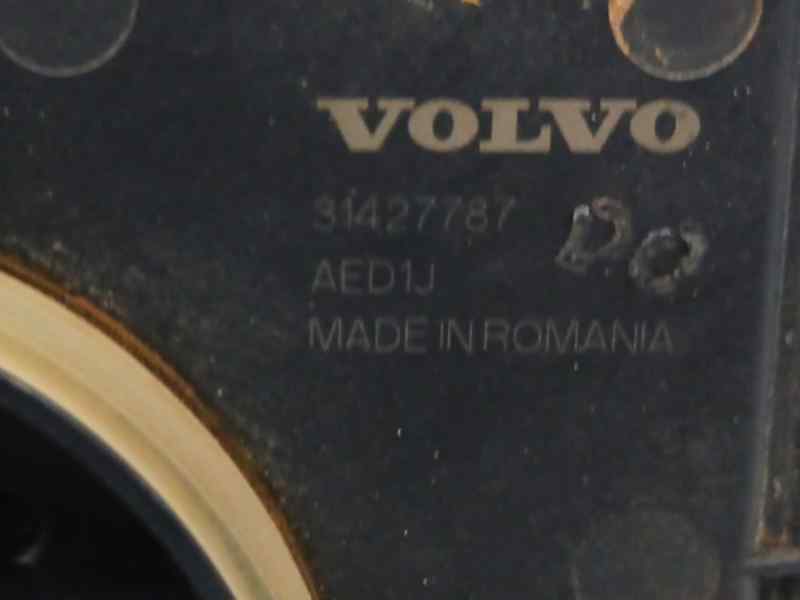 VOLVO
31427787
AED1J
MADE IN ROMANIA